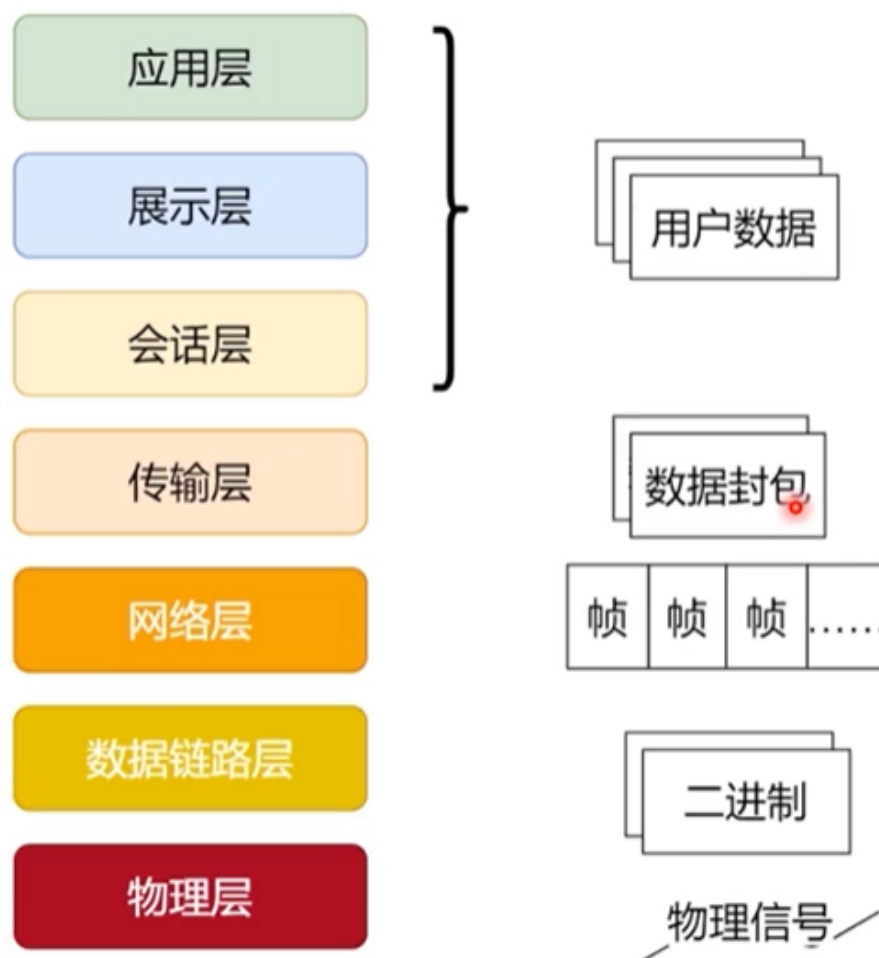 应用层
展示层
用户数据
会话层
传输层
数据封包
网络层
帧 帧 帧 ......
数据链路层
二进制
物理层
物理信号